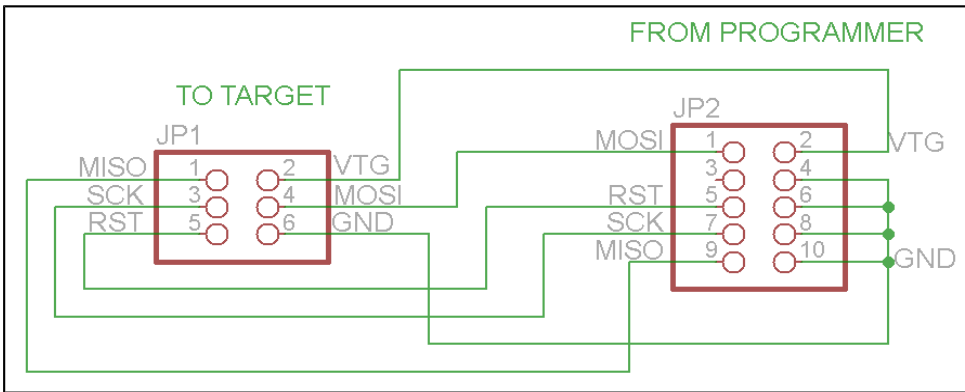 FROM PROGRAMMER
TO TARGET
JP1
MISO 1 2 VTG
SCK 3 4 MOSI
RST 5 6 GND
JP2
MOSI 1 2 VTG
3 4
RST 5 6
SCK 7 8
MISO 9 10 GND